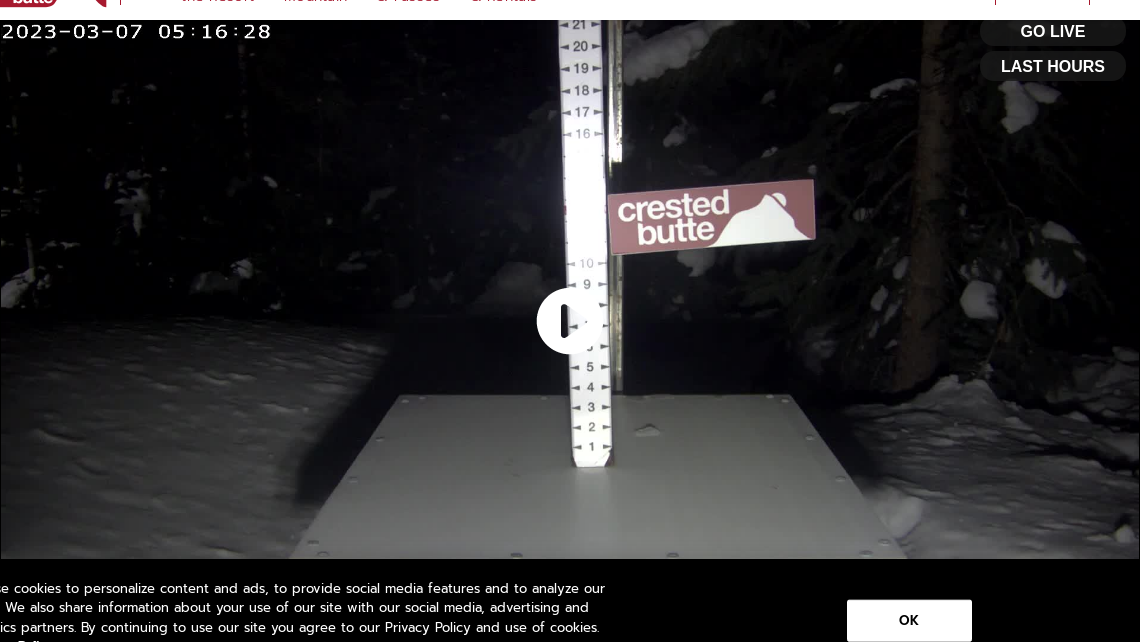 2023-03-07 05:16:28
GO LIVE
LAST HOURS
21
20
19
18
17
16
10
9
5
4
3
2
1
crested
butte
cookies to personalize content and ads, to provide social media features and to analyze our
We also share information about your use of our site with our social media, advertising and
ics partners. By continuing to use our site you agree to our Privacy Policy and use of cookies.
OK